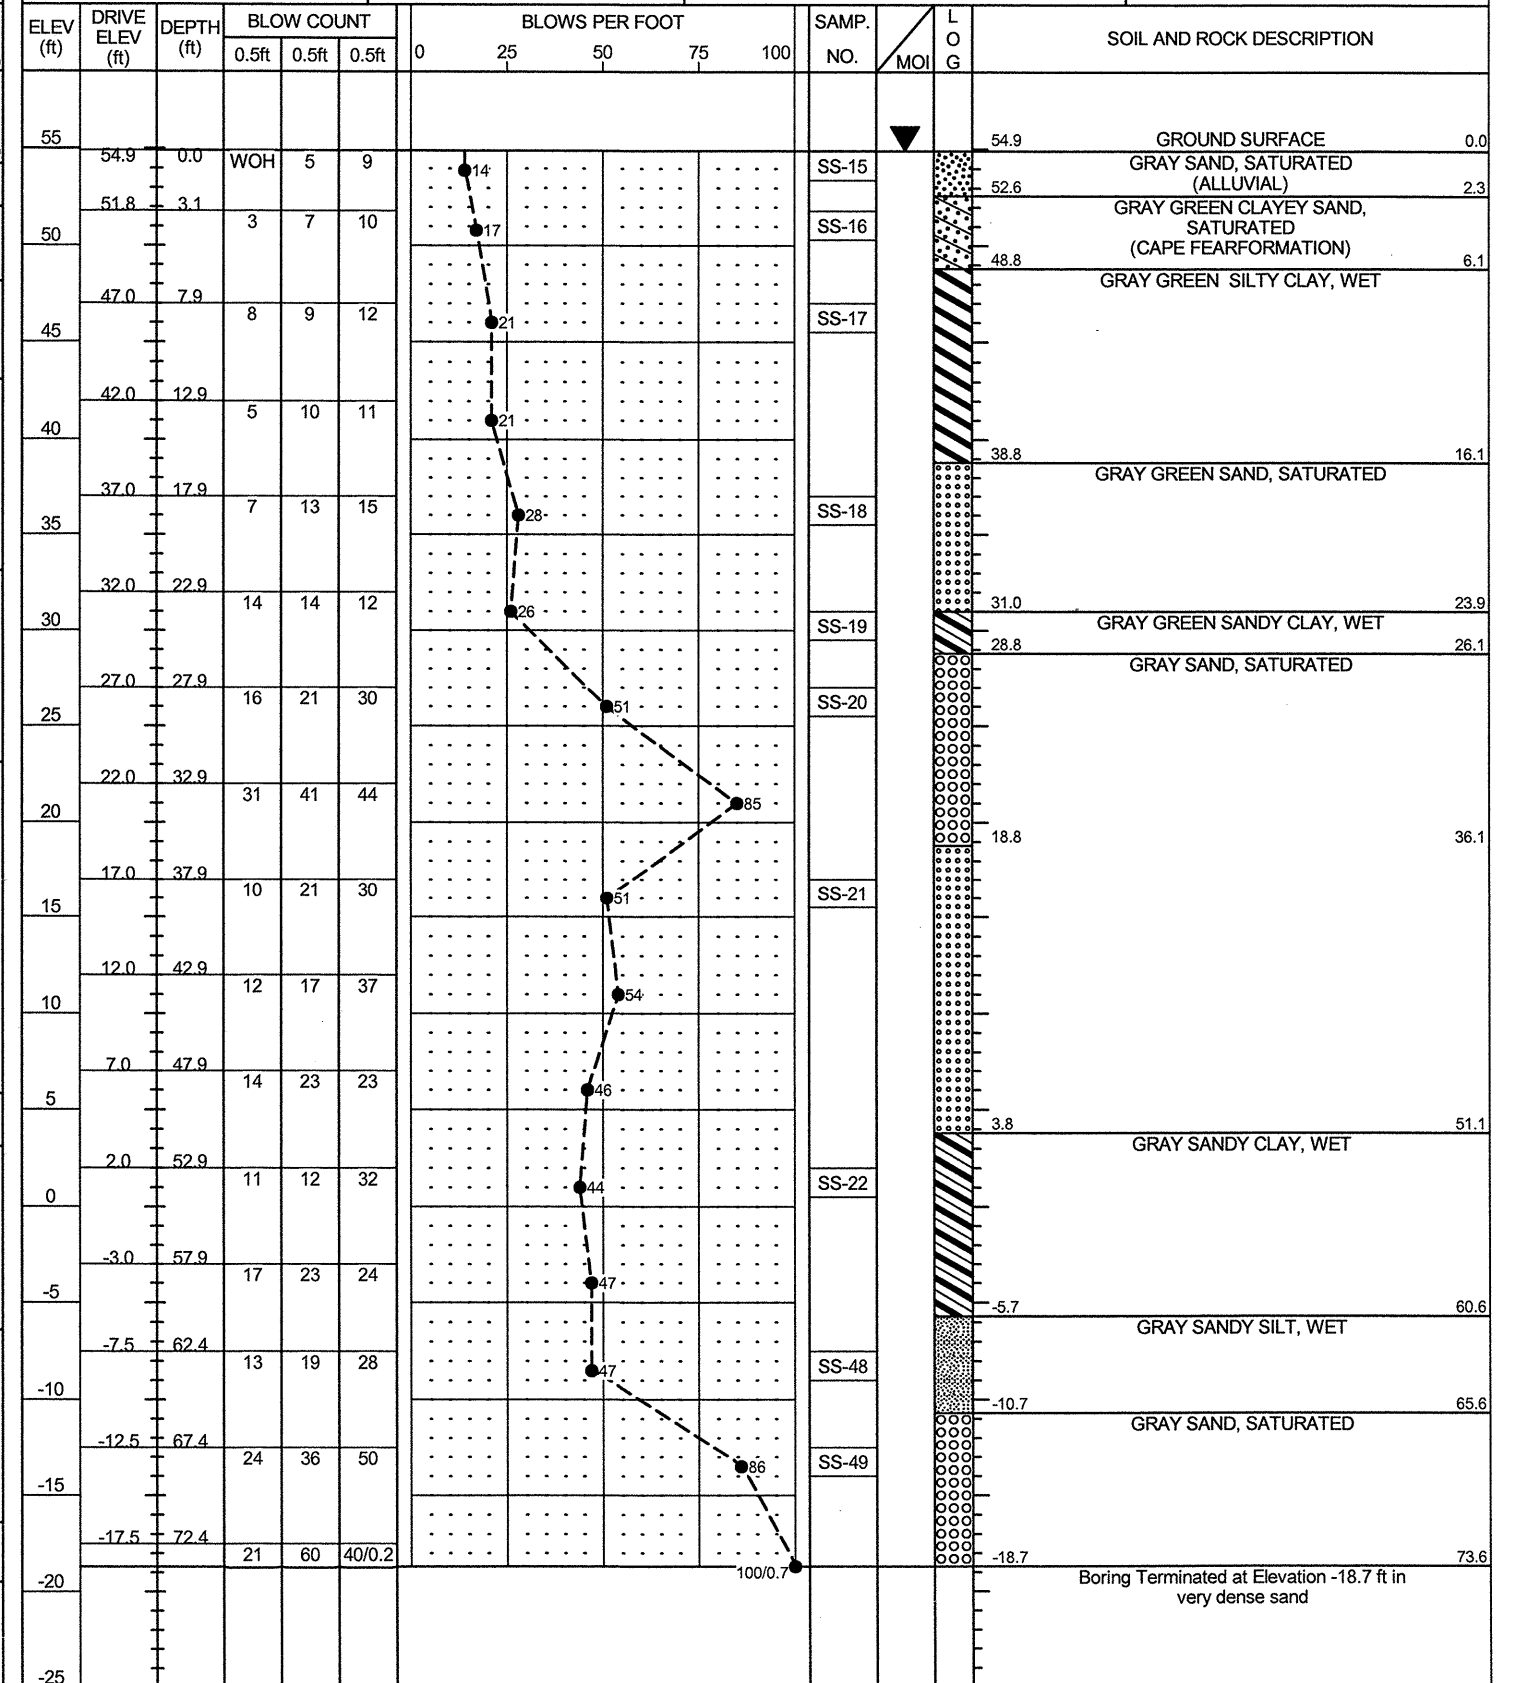 ELEV (ft) DRIVE ELEV (ft) DEPTH (ft) BLOW COUNT BLOWS PER FOOT SAMP. NO. MOI LOG SOIL AND ROCK DESCRIPTION
0.5ft 0.5ft 0.5ft 0 25 50 75 100
55 54.9 GROUND SURFACE 0.0
54.9 0.0 WOH 5 9 14 SS-15 GRAY SAND, SATURATED
(ALLUVIAL)
52.6 2.3
51.8 3.1 3 7 10 17 SS-16 GRAY GREEN CLAYEY SAND,
SATURATED
50 (CAPE FEARFORMATION)
48.8 6.1
GRAY GREEN SILTY CLAY, WET
47.0 7.9 8 9 12 21 SS-17
45
42.0 12.9 5 10 11 21
40
38.8 16.1
GRAY GREEN SAND, SATURATED
37.0 17.9 7 13 15 28 SS-18
35
32.0 22.9 14 14 12 26
31.0 23.9
30 SS-19 GRAY GREEN SANDY CLAY, WET
28.8 26.1
GRAY SAND, SATURATED
27.0 27.9 16 21 30 51 SS-20
25
22.0 32.9 31 41 44 85
20
18.8 36.1
17.0 37.9 10 21 30 51 SS-21
15
12.0 42.9 12 17 37 54
10
7.0 47.9 14 23 23 46
5
3.8 51.1
GRAY SANDY CLAY, WET
2.0 52.9 11 12 32 44 SS-22
0
-3.0 57.9 17 23 24 47
-5
-5.7 60.6
GRAY SANDY SILT, WET
-7.5 62.4 13 19 28 47 SS-48
-10
-10.7 65.6
GRAY SAND, SATURATED
-12.5 67.4 24 36 50 86 SS-49
-15
-17.5 72.4 21 60 40/0.2 100/0.7
-18.7 73.6
-20 Boring Terminated at Elevation -18.7 ft in
very dense sand
-25